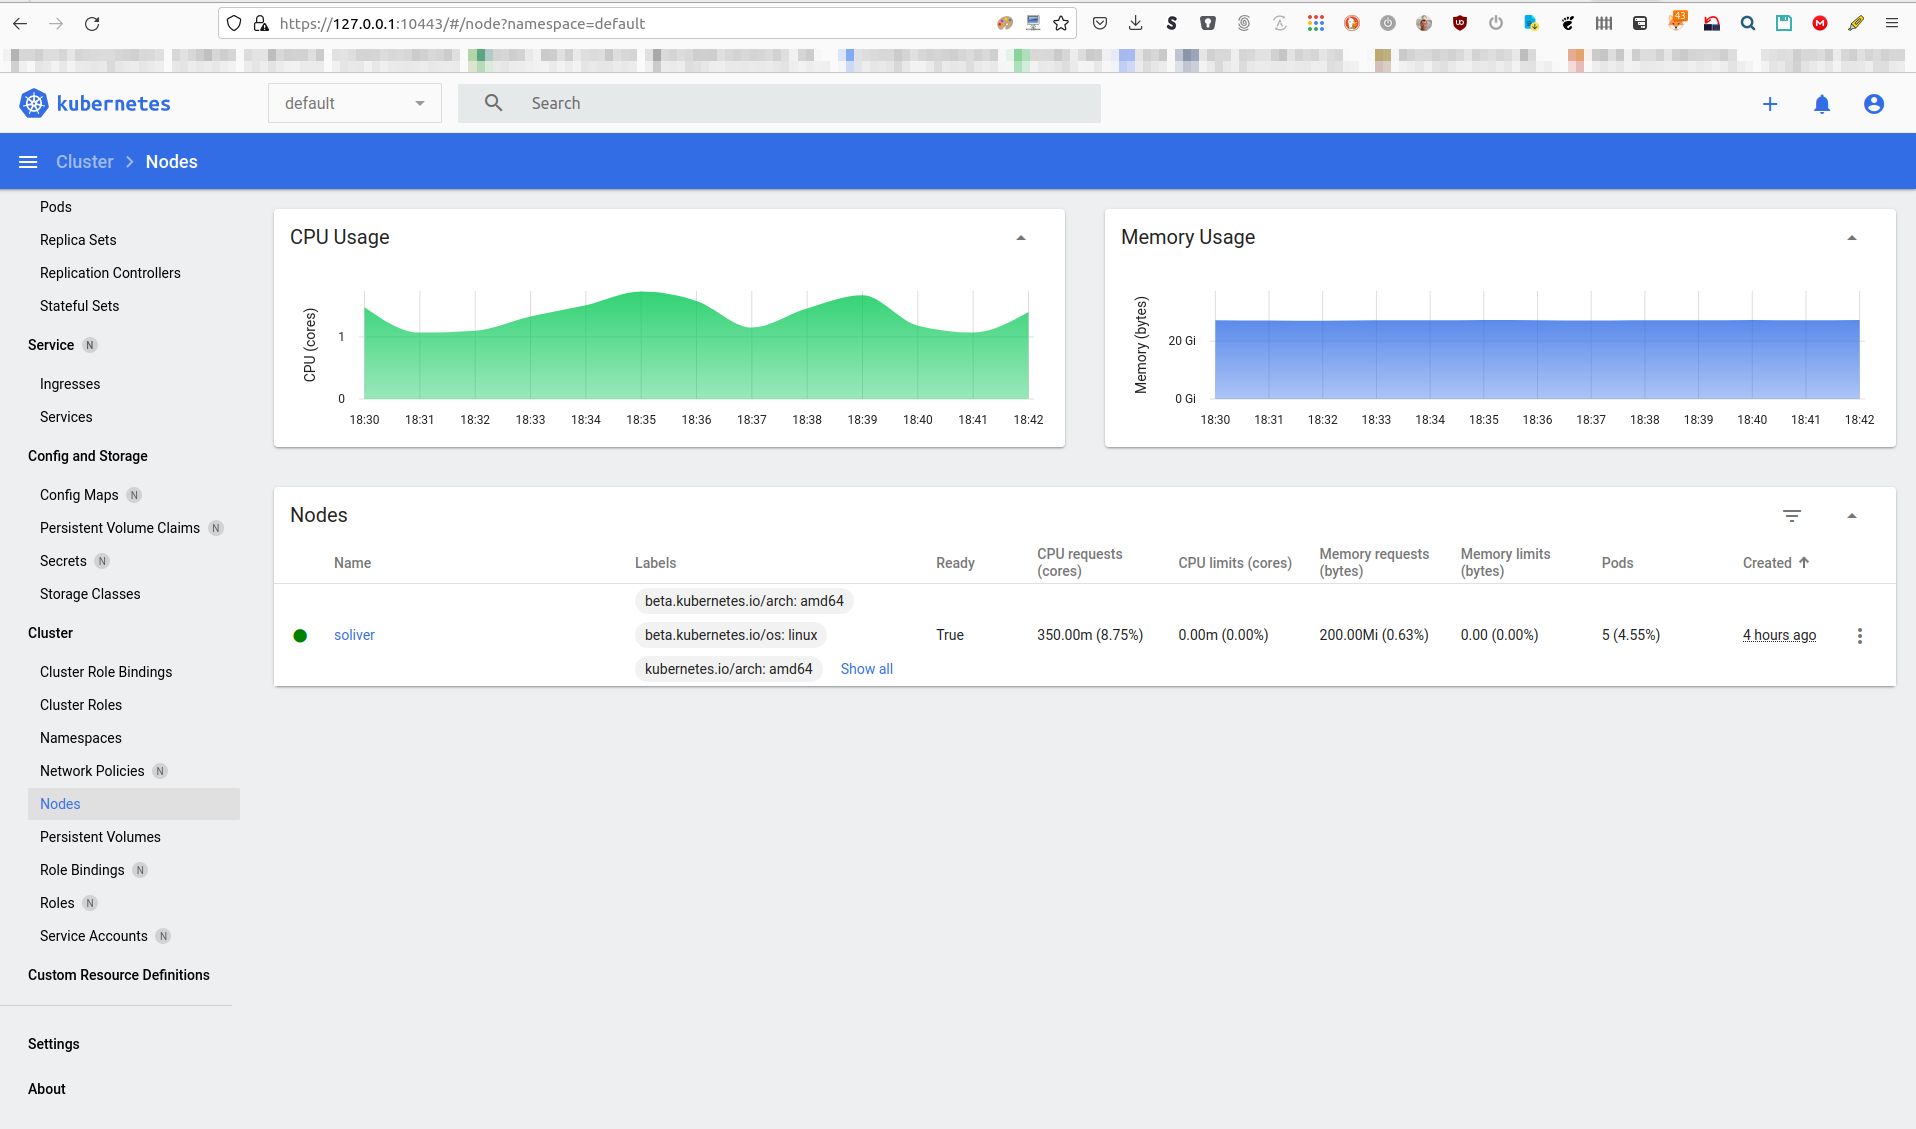 https://127.0.0.1:10443/#/node?namespace=default
43
kubernetes
default
Search
Cluster
Nodes
Pods
Replica Sets
Replication Controllers
Stateful Sets
Service N
Ingresses
Services
Config and Storage
Config Maps N
Persistent Volume Claims N
Secrets N
Storage Classes
Cluster
Cluster Role Bindings
Cluster Roles
Namespaces
Network Policies N
Nodes
Persistent Volumes
Role Bindings N
Roles N
Service Accounts N
Custom Resource Definitions
Settings
About
CPU Usage
CPU (cores)
1
0
18:30 18:31 18:32 18:33 18:34 18:35 18:36 18:37 18:38 18:39 18:40 18:41 18:42
Memory Usage
Memory (bytes)
20 Gi
0 Gi
18:30 18:31 18:32 18:33 18:34 18:35 18:36 18:37 18:38 18:39 18:40 18:41 18:42
Nodes
Name Labels Ready CPU requests (cores) CPU limits (cores) Memory requests (bytes) Memory limits (bytes) Pods Created
beta.kubernetes.io/arch: amd64
soliver beta.kubernetes.io/os: linux True 350.00m (8.75%) 0.00m (0.00%) 200.00Mi (0.63%) 0.00 (0.00%) 5 (4.55%) 4 hours ago
kubernetes.io/arch: amd64 Show all